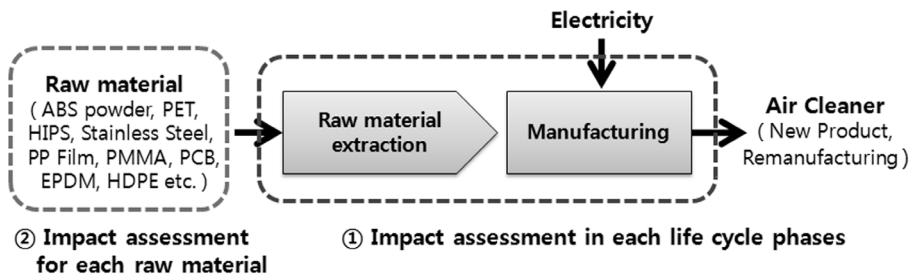 Electricity
Raw material
( ABS powder, PET,
HIPS, Stainless Steel,
PP Film, PMMA, PCB,
EPDM, HDPE etc. )
Raw material
extraction
Manufacturing
Air Cleaner
( New Product,
Remanufacturing )
② Impact assessment
for each raw material
① Impact assessment in each life cycle phases